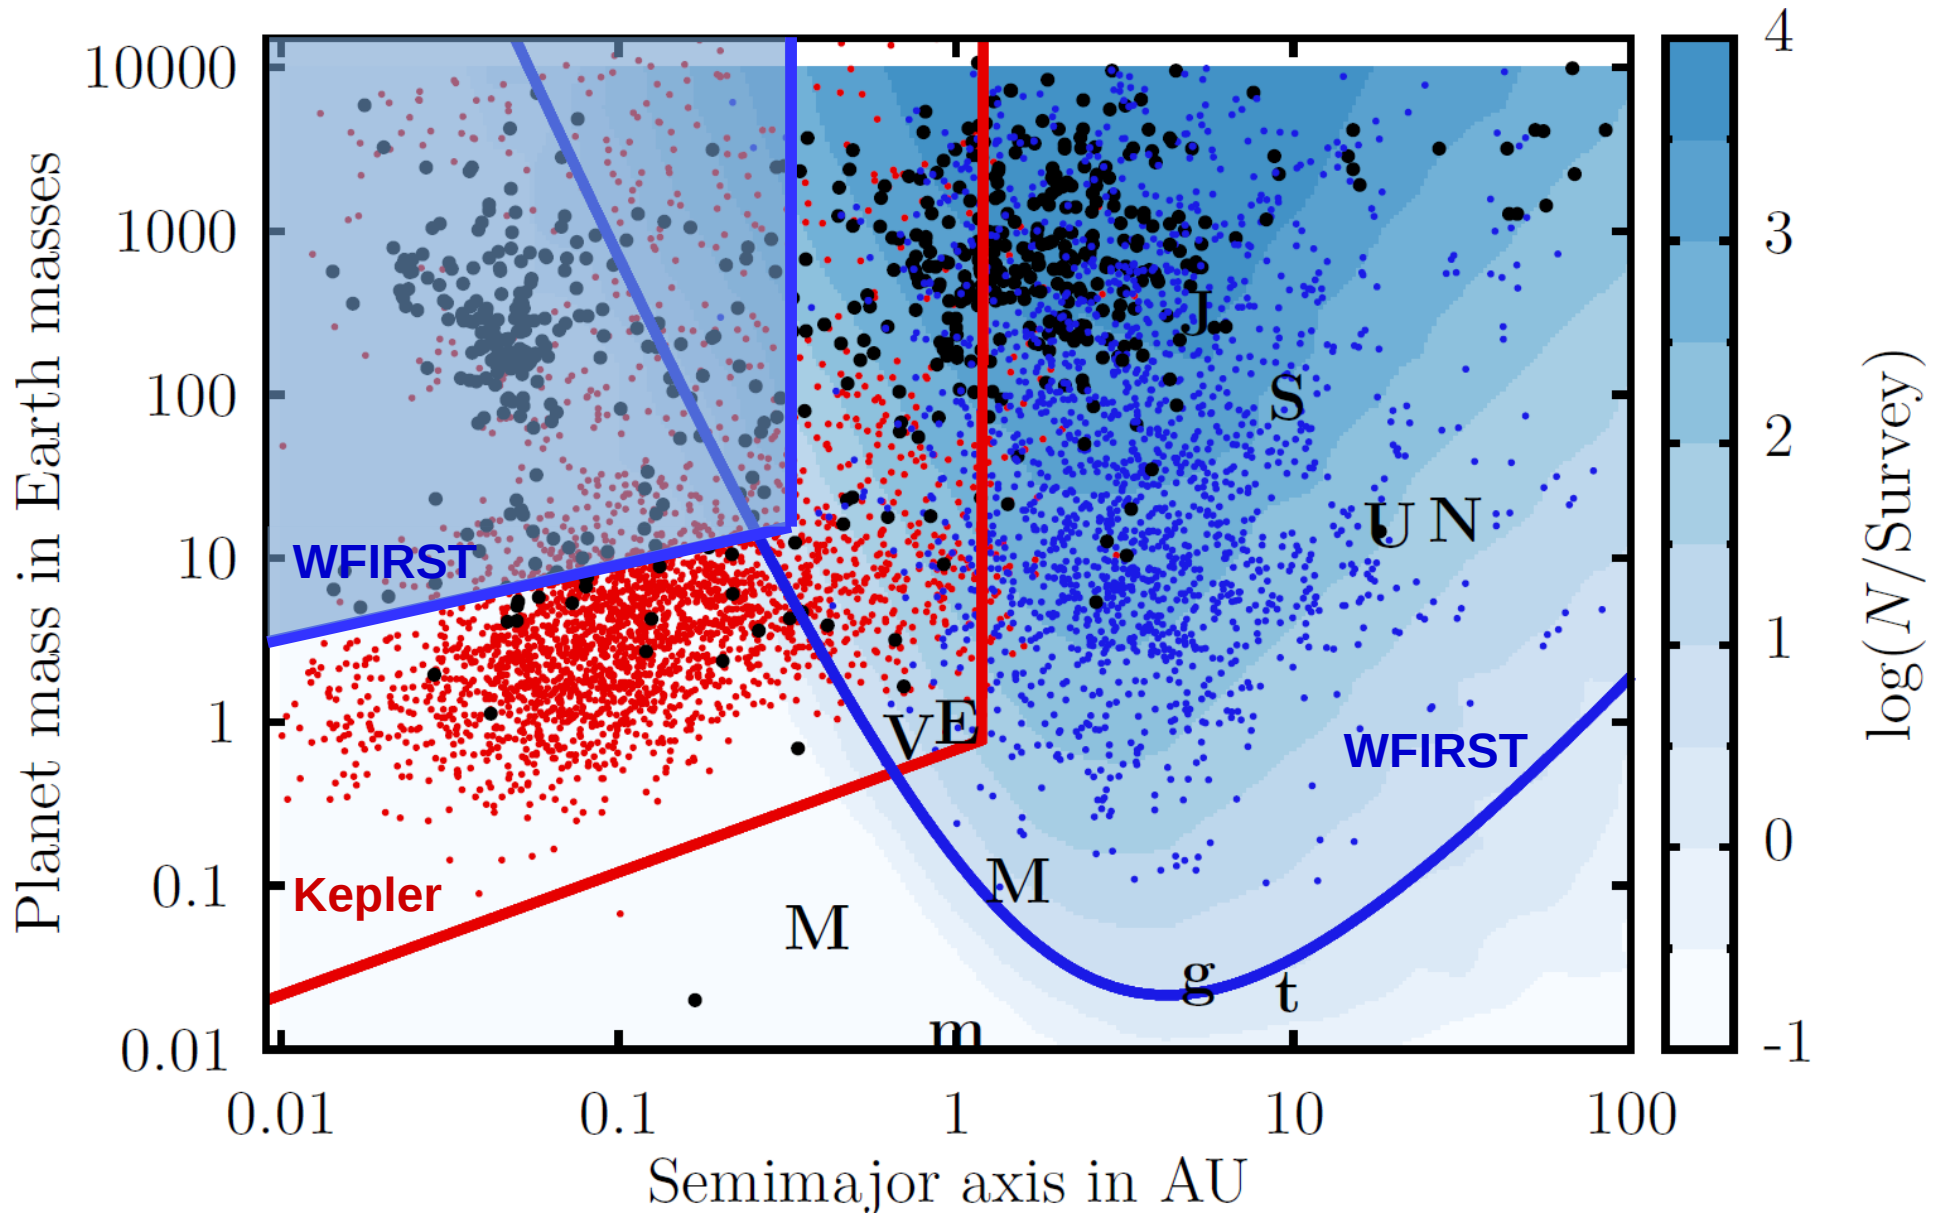 10000
1000
100
10
1
0.1
0.01
Planet mass in Earth masses
0.01 0.1 1 10 100
Semimajor axis in AU
WFIRST
Kepler
WFIRST
J
S
U N
V E
M
M
g t
m
4
3
2
1
0
-1
log(N/Survey)